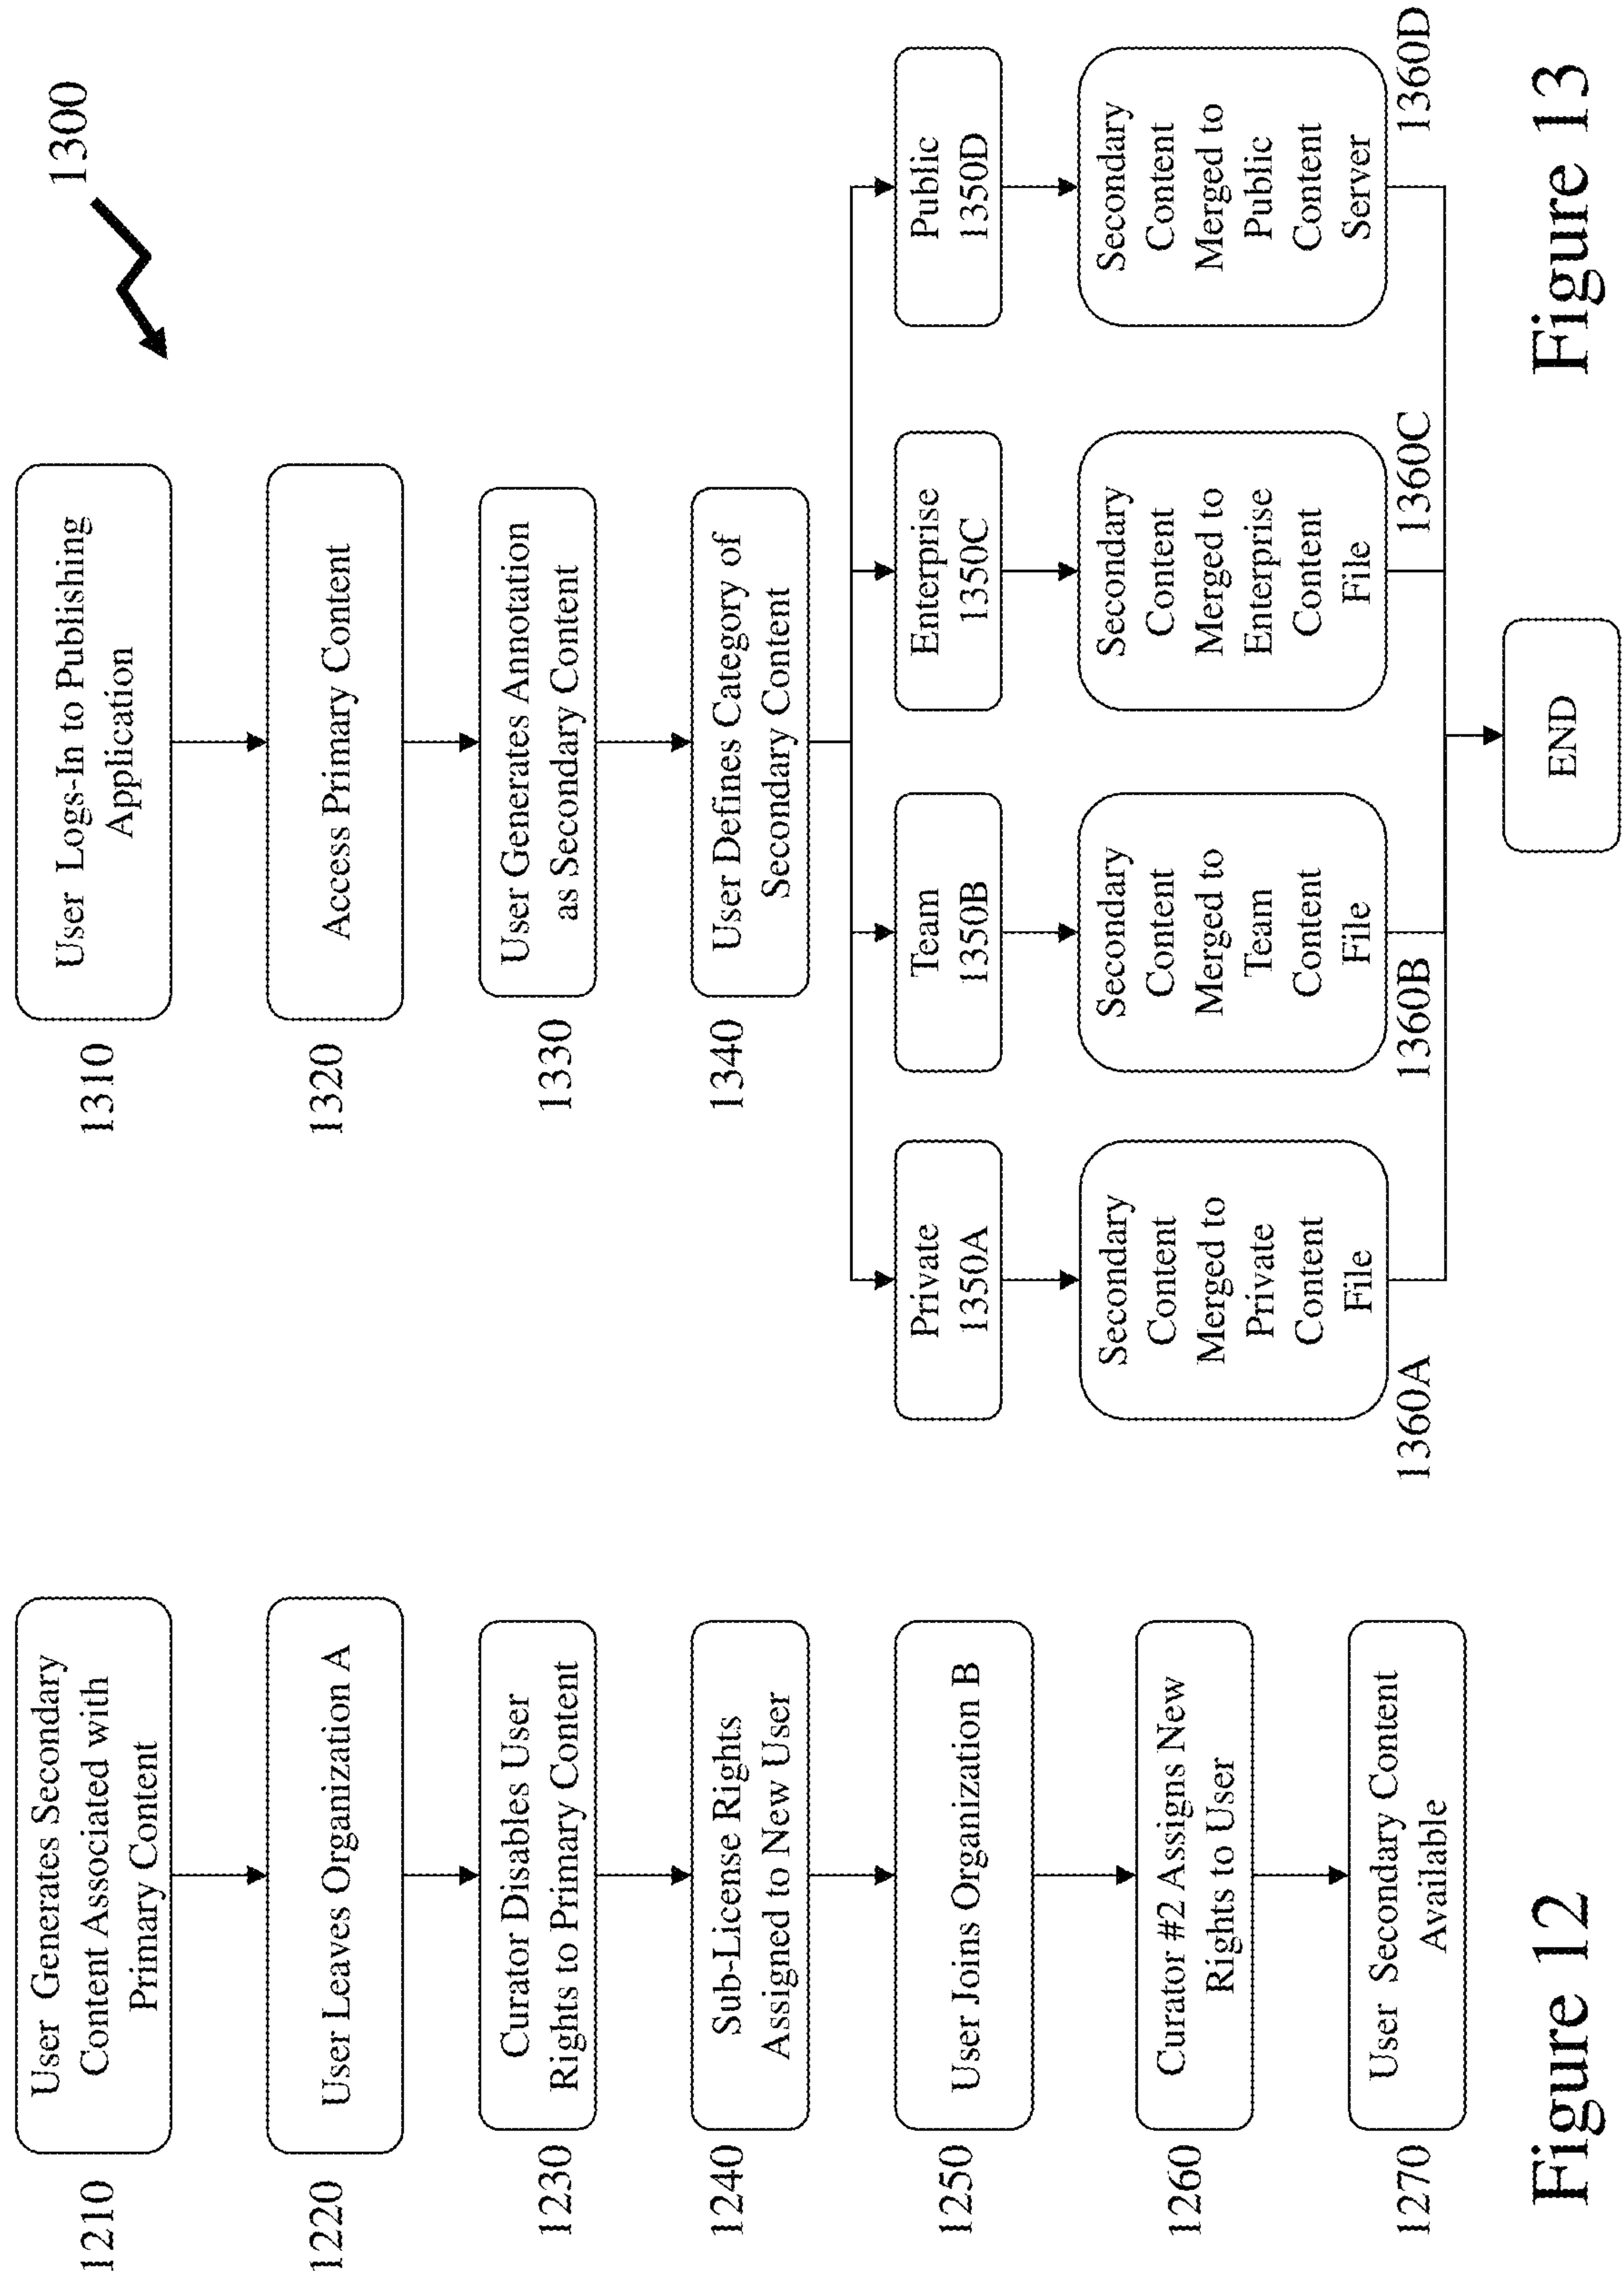 1210
User Generates Secondary
Content Associated with
Primary Content
1220
User Leaves Organization A
1230
Curator Disables User
Rights to Primary Content
1240
Sub-License Rights
Assigned to New User
1250
User Joins Organization B
1260
Curator #2 Assigns New
Rights to User
1270
User Secondary Content
Available
Figure 12
1300
1310
User Logs-In to Publishing
Application
1320
Access Primary Content
1330
User Generates Annotation
as Secondary Content
1340
User Defines Category of
Secondary Content
Private
1350A
Team
1350B
Enterprise
1350C
Public
1350D
Secondary
Content
Merged to
Private
Content
File
1360A
Secondary
Content
Merged to
Team
Content
File
1360B
Secondary
Content
Merged to
Enterprise
Content
File
1360C
Secondary
Content
Merged to
Public
Content
Server
1360D
END
Figure 13